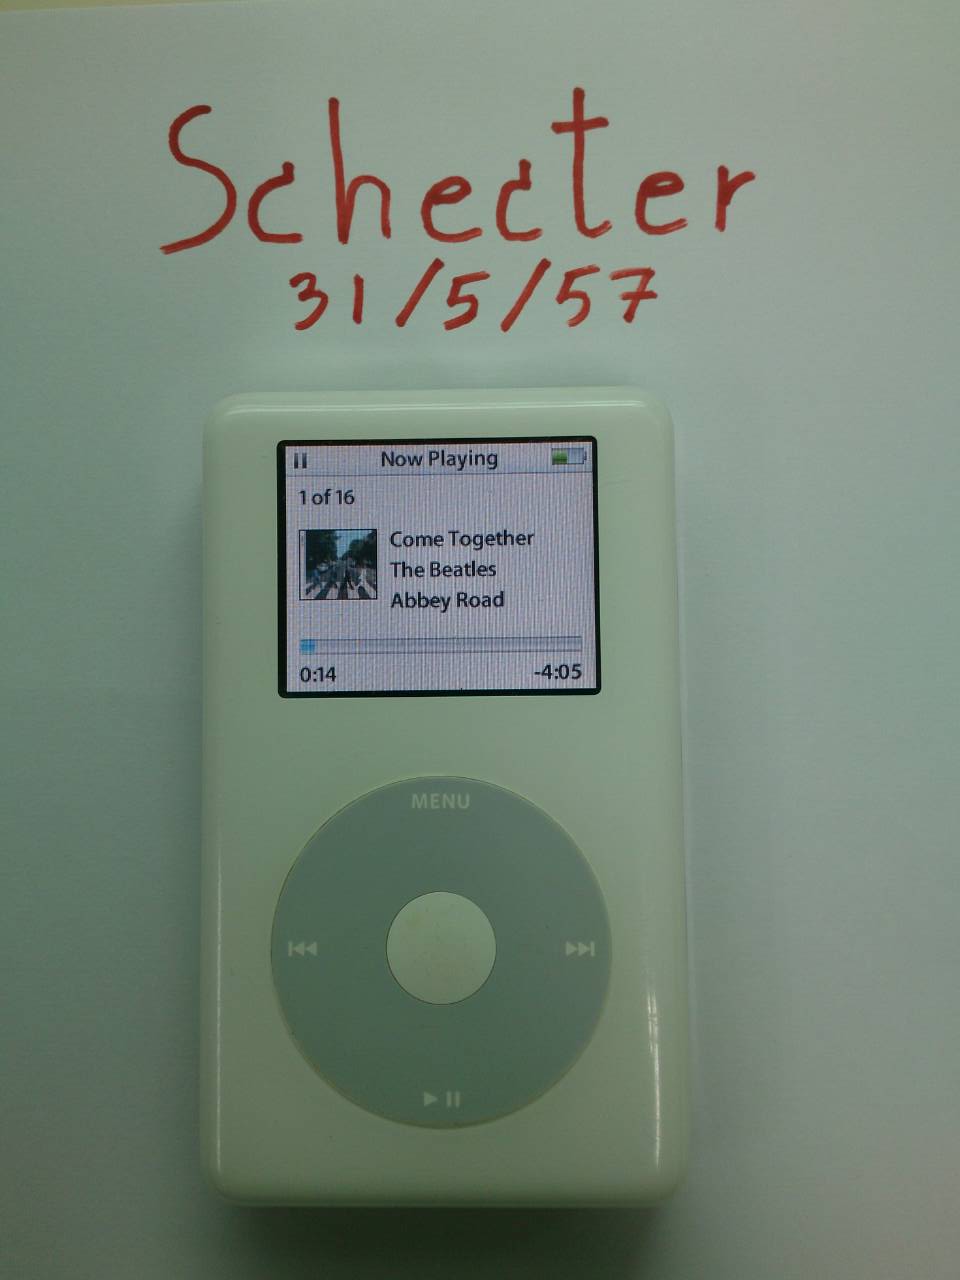 Schecter
31/5/57
Now Playing
1 of 16
Come Together
The Beatles
Abbey Road
0:14 -4:05
MENU